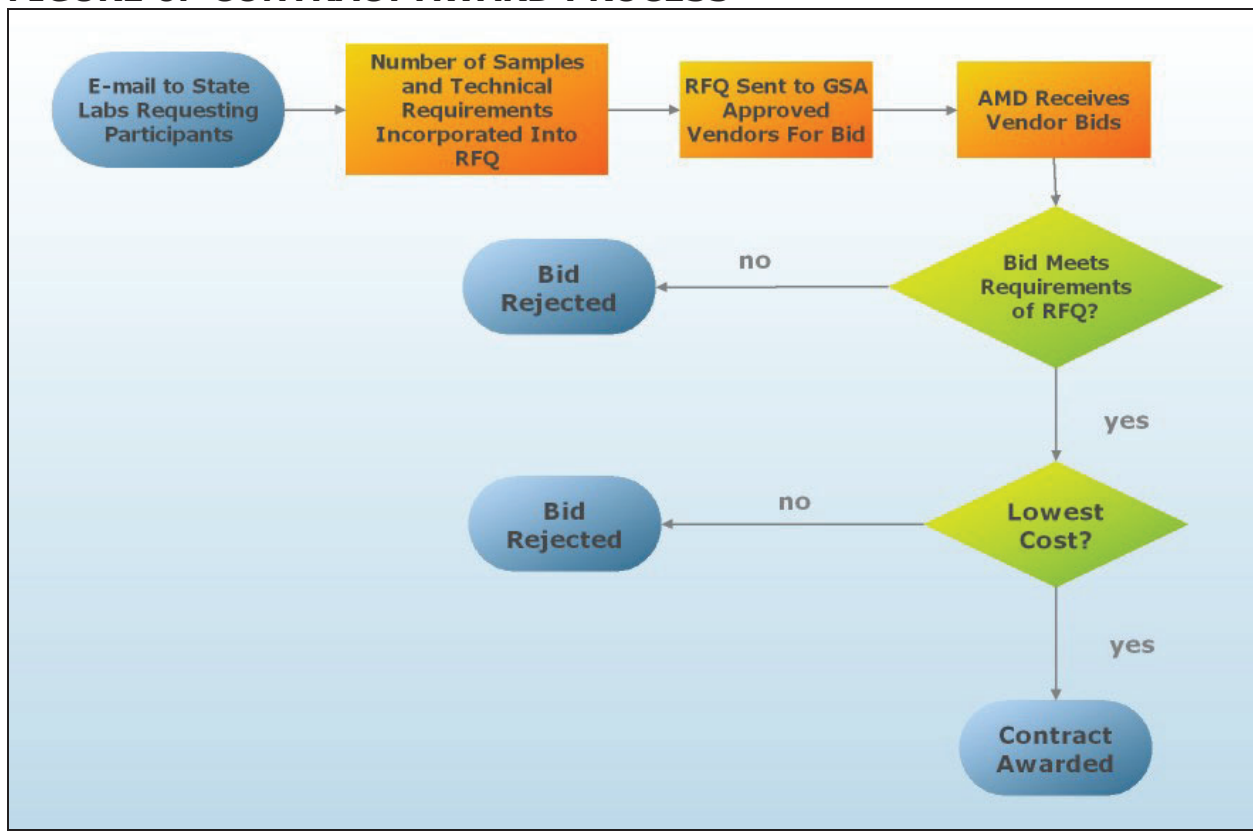 E-mail to State
Labs Requesting
Participants
Number of Samples
and Technical
Requirements
Incorporated Into
RFQ
RFQ Sent to GSA
Approved
Vendors For Bid
AMD Receives
Vendor Bids
Bid Meets
Requirements
of RFQ?
no
Bid
Rejected
yes
Lowest
Cost?
no
Bid
Rejected
yes
Contract
Awarded